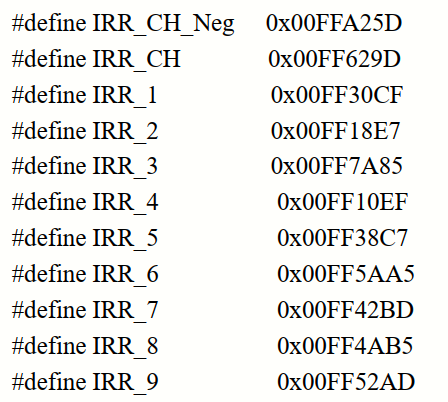 #define IRR_CH_Neg 0x00FFA25D
#define IRR_CH 0x00FF629D
#define IRR_1 0x00FF30CF
#define IRR_2 0x00FF18E7
#define IRR_3 0x00FF7A85
#define IRR_4 0x00FF10EF
#define IRR_5 0x00FF38C7
#define IRR_6 0x00FF5AA5
#define IRR_7 0x00FF42BD
#define IRR_8 0x00FF4AB5
#define IRR_9 0x00FF52AD